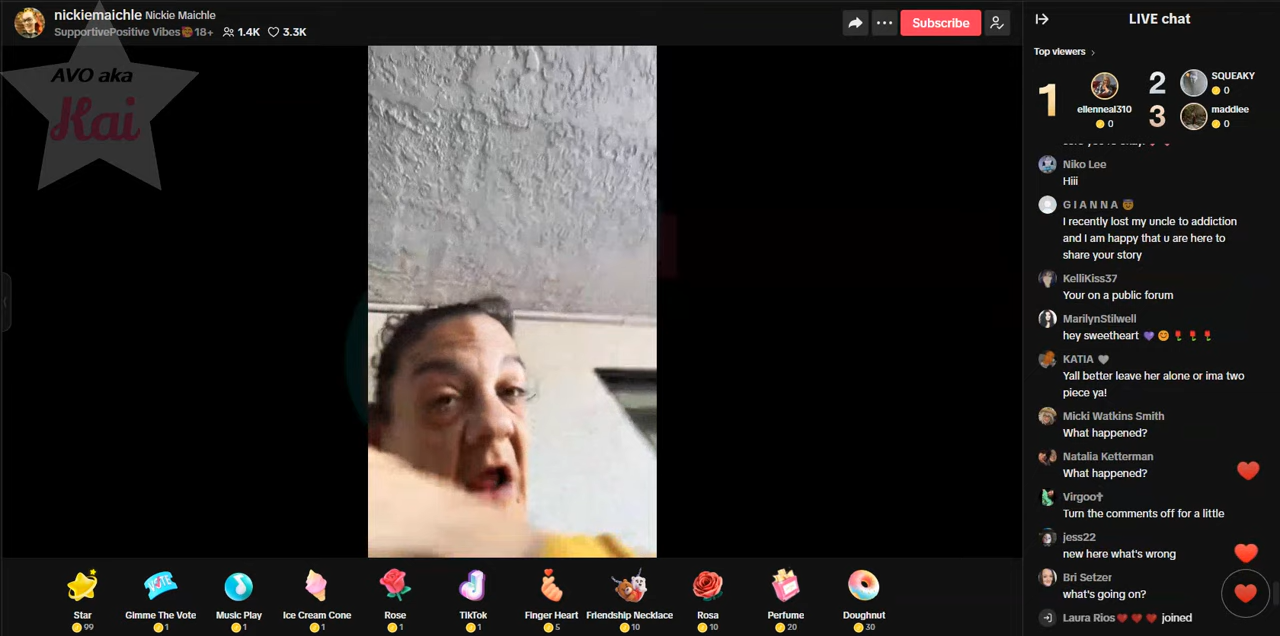 nickiemaichle Nickie Maichle
SupportivePositive Vibes 18+ 1.4K 3.3K
Subscribe
LIVE chat
Top viewers
AVO aka
Kai
1
ellenneal310
0
2
SQUEAKY
0
3
maddlee
0
Niko Lee
Hiii
G I A N N A
I recently lost my uncle to addiction
and I am happy that u are here to
share your story
KelliKiss37
Your on a public forum
MarilynStilwell
hey sweetheart 💜 😊 🌷 🌷 🌷
KATIA 🤍
Yall better leave her alone or ima two
piece ya!
Micki Watkins Smith
What happened?
Natalia Ketterman
What happened?
Virgoo✝
Turn the comments off for a little
jess22
new here what's wrong
Bri Setzer
what's going on?
Laura Rios❤️ ❤️ ❤️ joined
Star
99
VOTE
Gimme The Vote
1
Music Play
1
Ice Cream Cone
1
Rose
1
TikTok
1
Finger Heart
5
Friendship Necklace
10
Rosa
10
Perfume
20
Doughnut
30